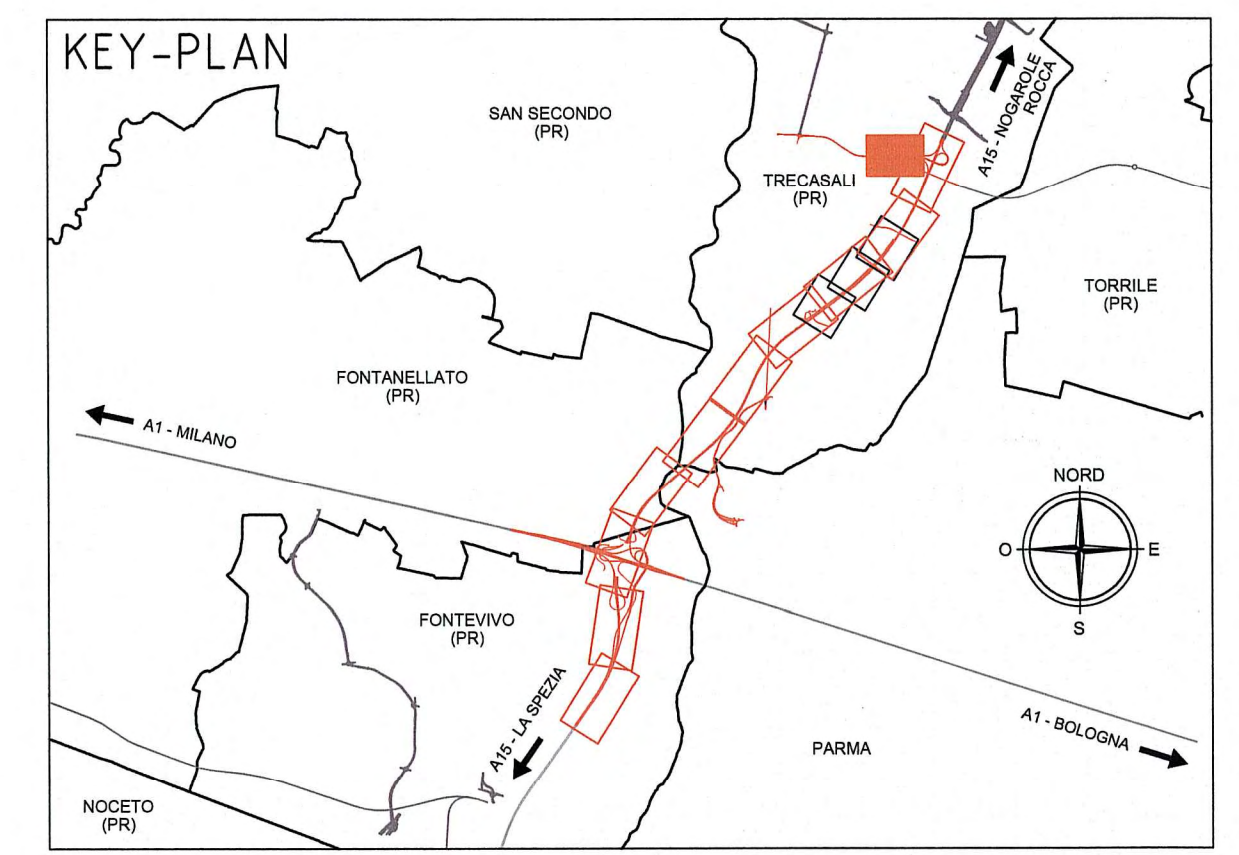 KEY-PLAN
SAN SECONDO
(PR)
A15 - NOGAROLE
ROCCA
TRECASALI
(PR)
TORRILE
(PR)
FONTANELLATO
(PR)
A1 - MILANO
NORD
O
E
S
FONTEVIVO
(PR)
A15 - LA SPEZIA
A1 - BOLOGNA
PARMA
NOCETO
(PR)